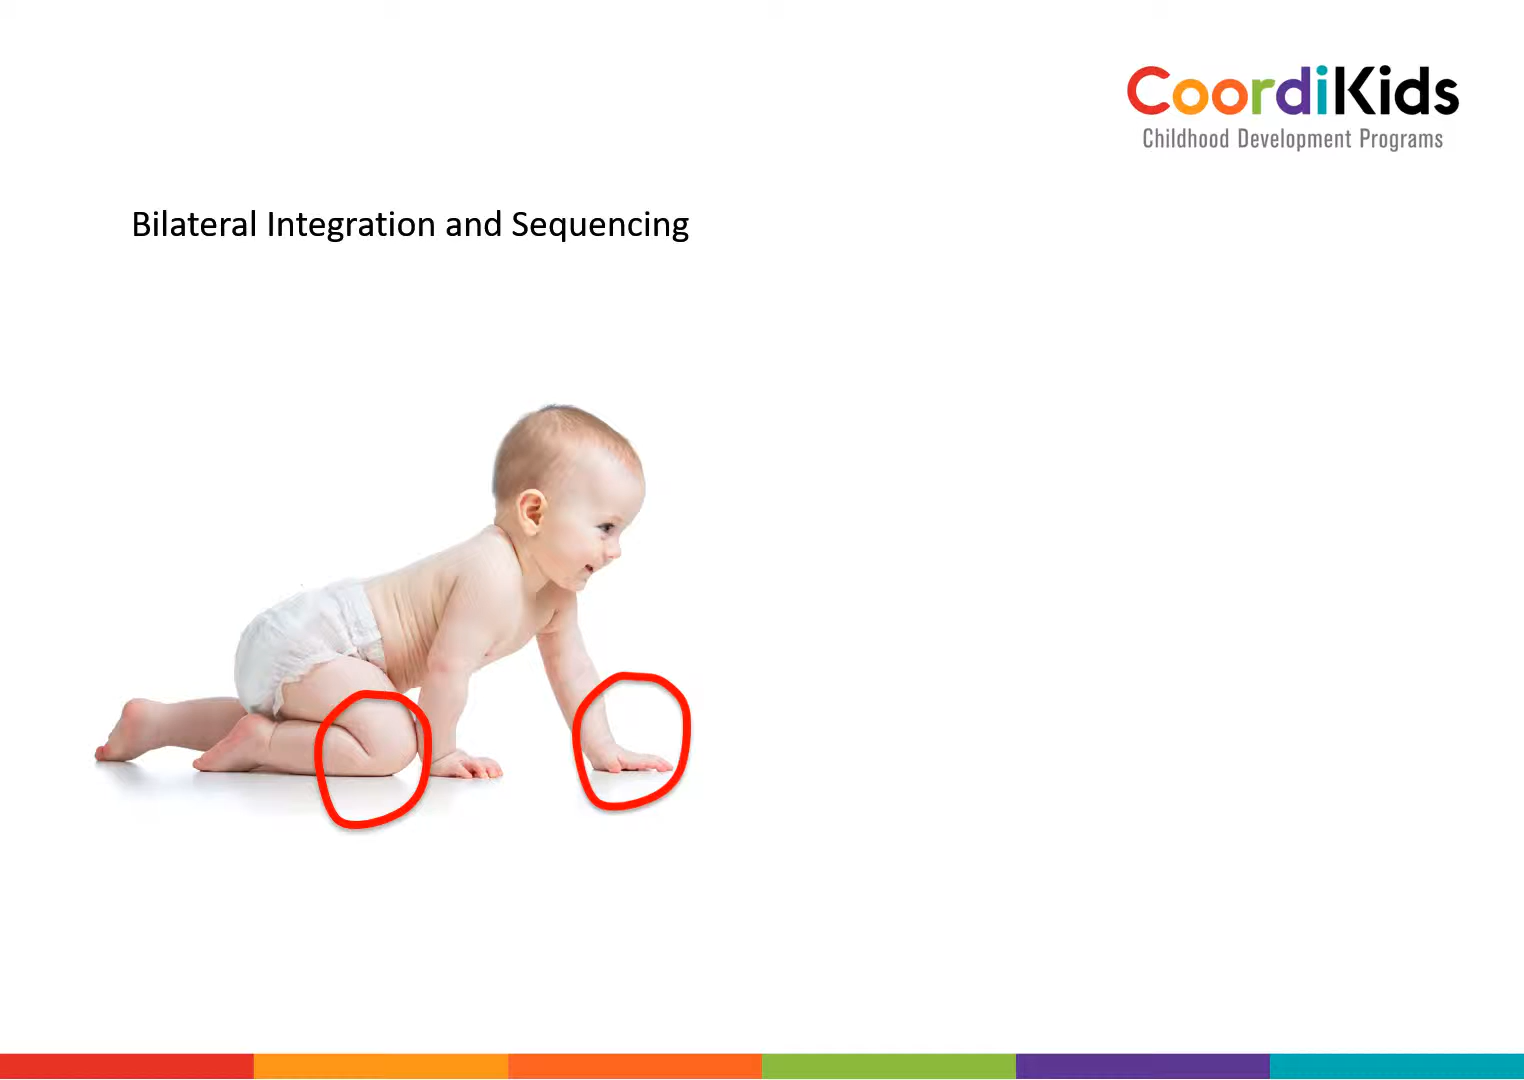 CoordiKids
Childhood Development Programs
Bilateral Integration and Sequencing